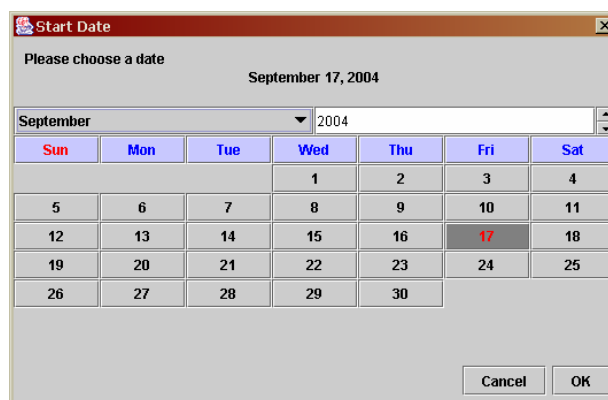 Start Date
Please choose a date
September 17, 2004
September 2004
Sun Mon Tue Wed Thu Fri Sat
1 2 3 4
5 6 7 8 9 10 11
12 13 14 15 16 17 18
19 20 21 22 23 24 25
26 27 28 29 30
Cancel OK